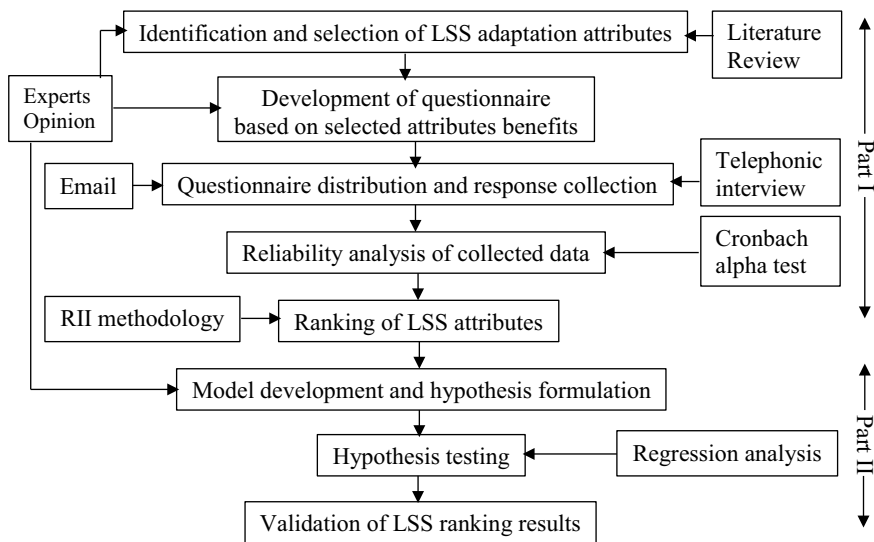 Identification and selection of LSS adaptation attributes
Literature
Review
Experts
Opinion
Development of questionnaire
based on selected attributes benefits
Email
Questionnaire distribution and response collection
Telephonic
interview
Reliability analysis of collected data
Cronbach
alpha test
RII methodology
Ranking of LSS attributes
Part I
Model development and hypothesis formulation
Hypothesis testing
Regression analysis
Validation of LSS ranking results
Part II